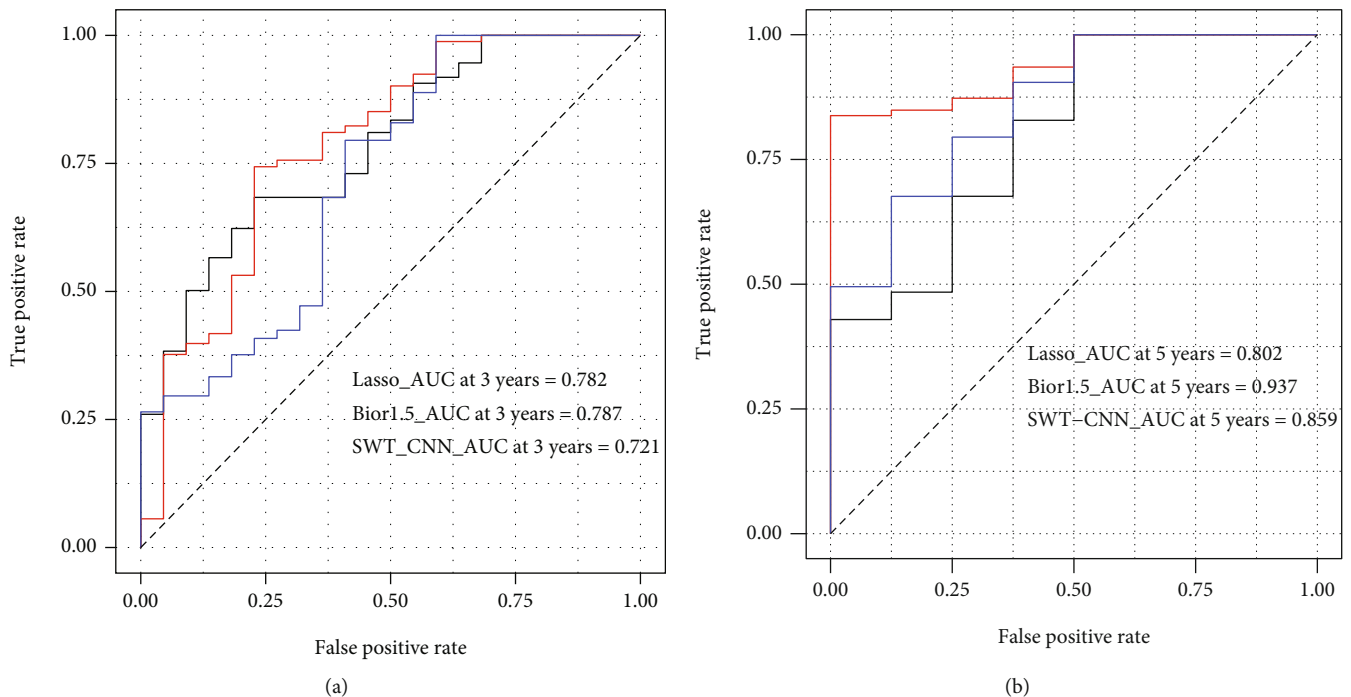 1.00
0.75
0.50
0.25
0.00
True positive rate
Lasso_AUC at 3 years = 0.782
Bior1.5_AUC at 3 years = 0.787
SWT_CNN_AUC at 3 years = 0.721
0.00 0.25 0.50 0.75 1.00
False positive rate
(a)
1.00
0.75
0.50
0.25
0.00
True positive rate
Lasso_AUC at 5 years = 0.802
Bior1.5_AUC at 5 years = 0.937
SWT−CNN_AUC at 5 years = 0.859
0.00 0.25 0.50 0.75 1.00
False positive rate
(b)